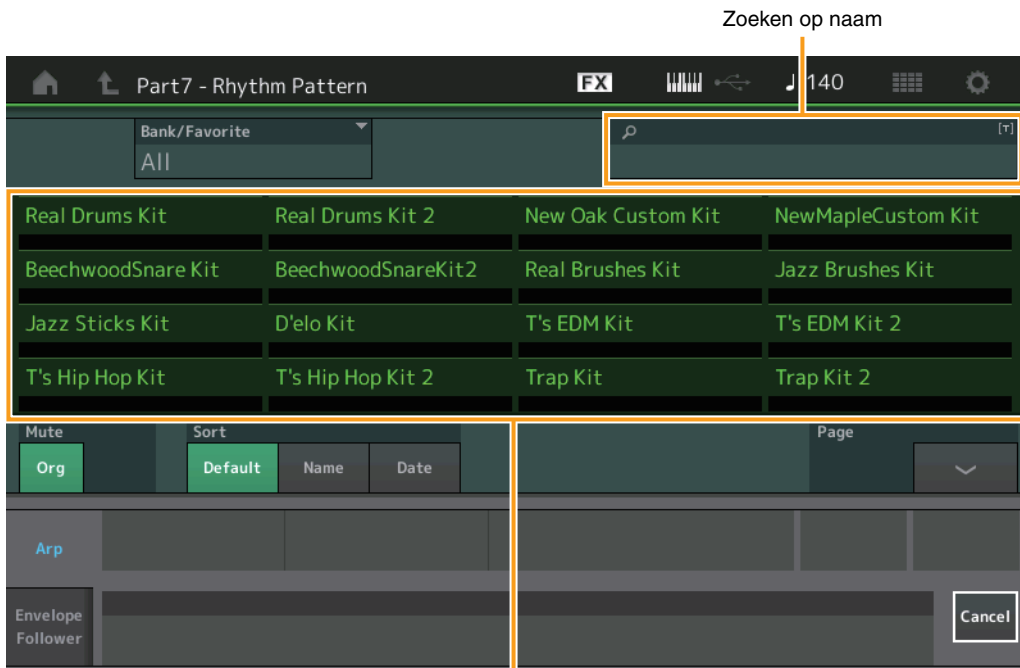 Zoeken op naam
Part7 - Rhythm Pattern FX ♩ 140
Bank/Favorite
All
[T]
Real Drums Kit Real Drums Kit 2 New Oak Custom Kit NewMapleCustom Kit
BeechwoodSnare Kit BeechwoodSnareKit2 Real Brushes Kit Jazz Brushes Kit
Jazz Sticks Kit D'elo Kit T's EDM Kit T's EDM Kit 2
T's Hip Hop Kit T's Hip Hop Kit 2 Trap Kit Trap Kit 2
Mute Sort Page
Org Default Name Date
Arp
Envelope
Follower
Cancel